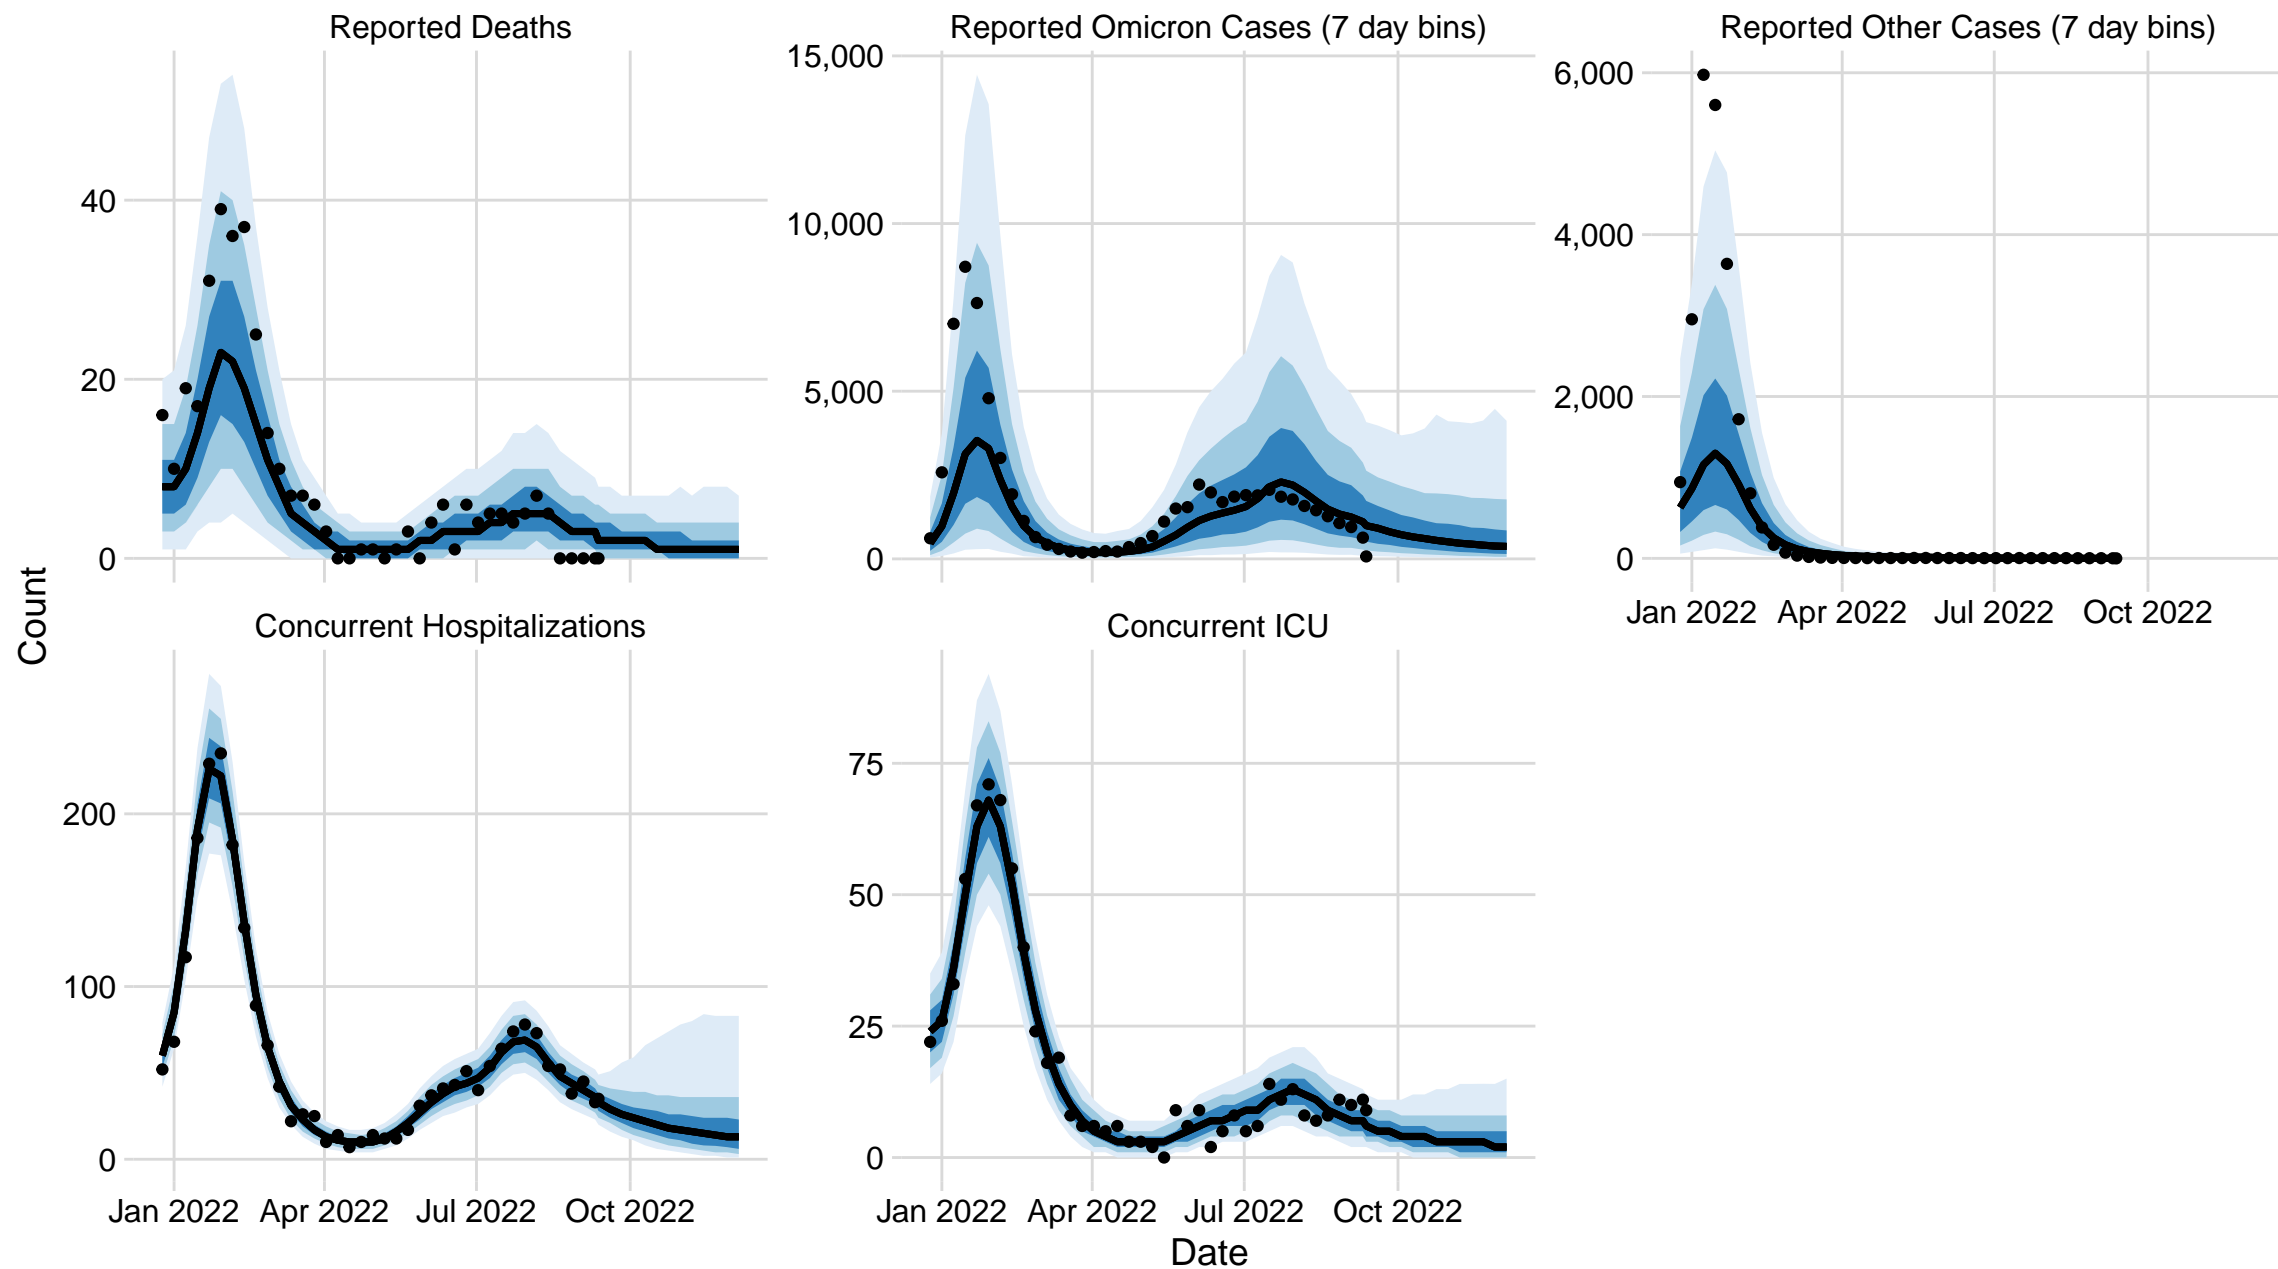 Reported Deaths
Reported Omicron Cases (7 day bins)
Reported Other Cases (7 day bins)
40
20
0
15,000
10,000
5,000
0
6,000
4,000
2,000
0
Jan 2022 Apr 2022 Jul 2022 Oct 2022
Count
Concurrent Hospitalizations
Concurrent ICU
200
100
0
75
50
25
0
Jan 2022 Apr 2022 Jul 2022 Oct 2022
Jan 2022 Apr 2022 Jul 2022 Oct 2022
Date